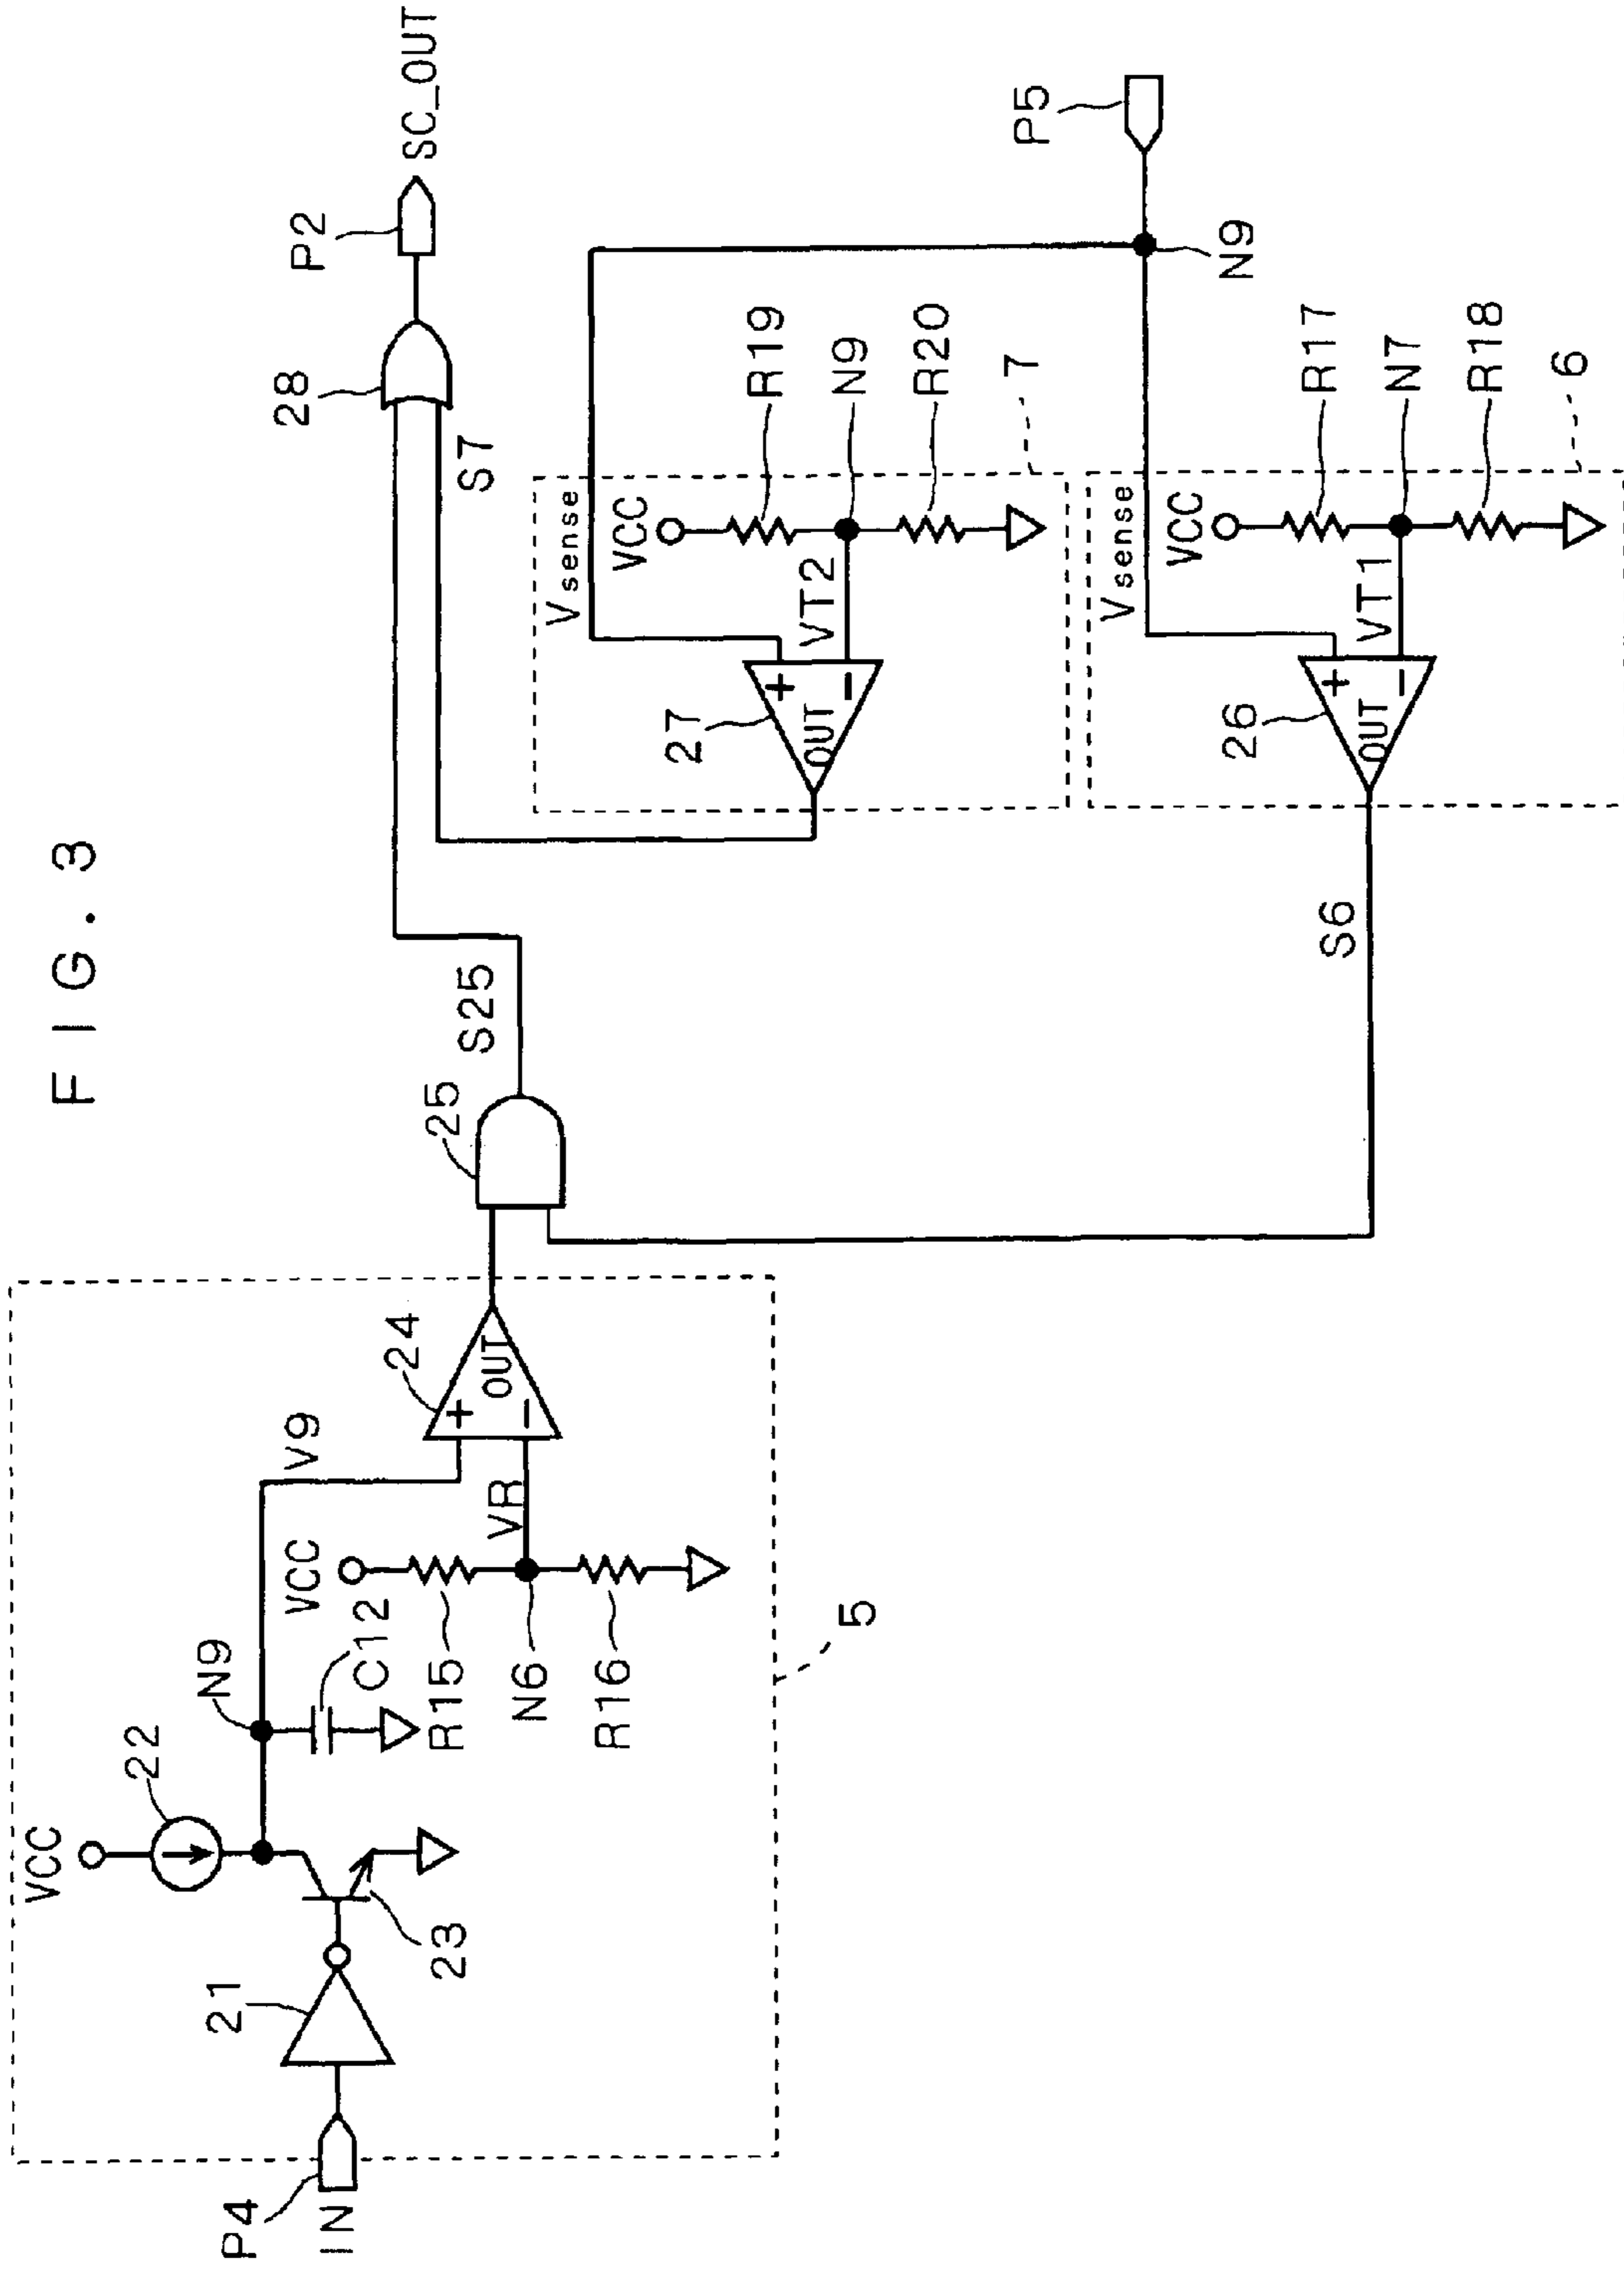 FIG. 3
VCC
22
N9
V9
21
23
C12
VCC
R15
N6
R16
VR
24
+
−
OUT
P4
IN
5
25
S25
28
P2
SC_OUT
S7
Vsense
VCC
R19
N9
R20
VT2
27
+
−
OUT
7
P5
N9
Vsense
VCC
R17
N7
R18
VT1
26
+
−
OUT
6
S6